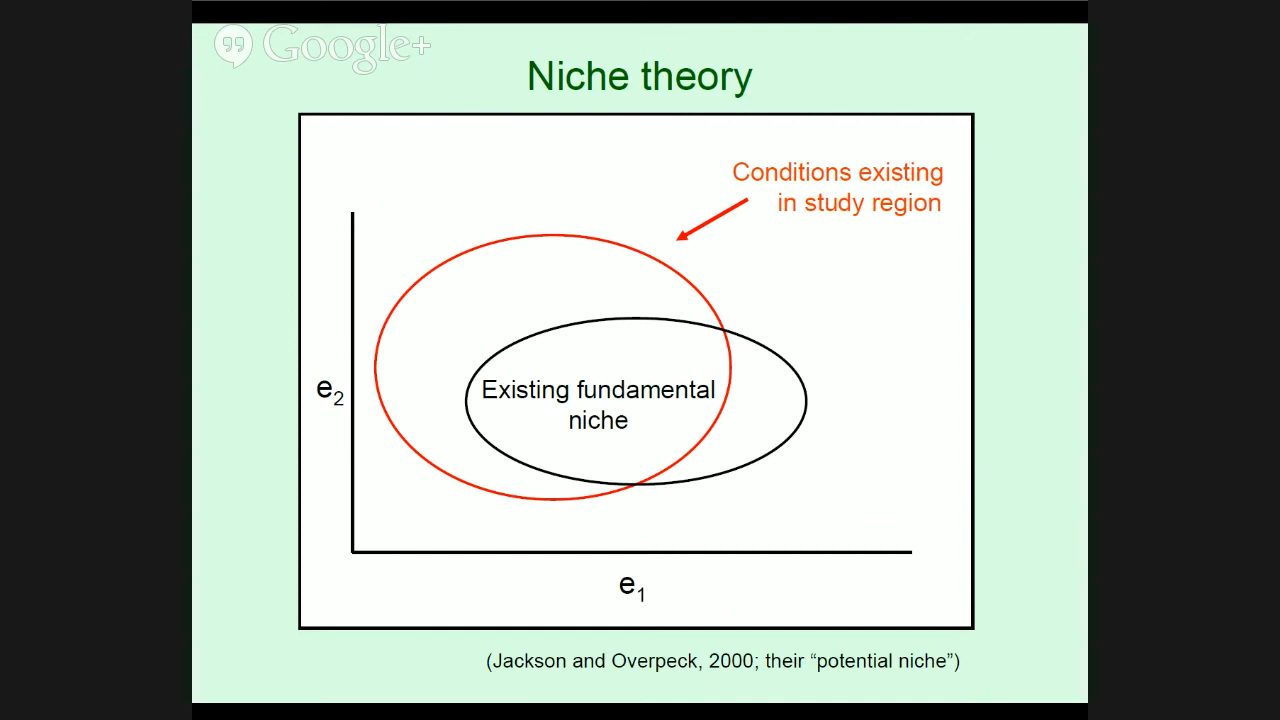 Google+
Niche theory
Conditions existing
in study region
e₂
Existing fundamental
niche
e₁
(Jackson and Overpeck, 2000; their “potential niche”)